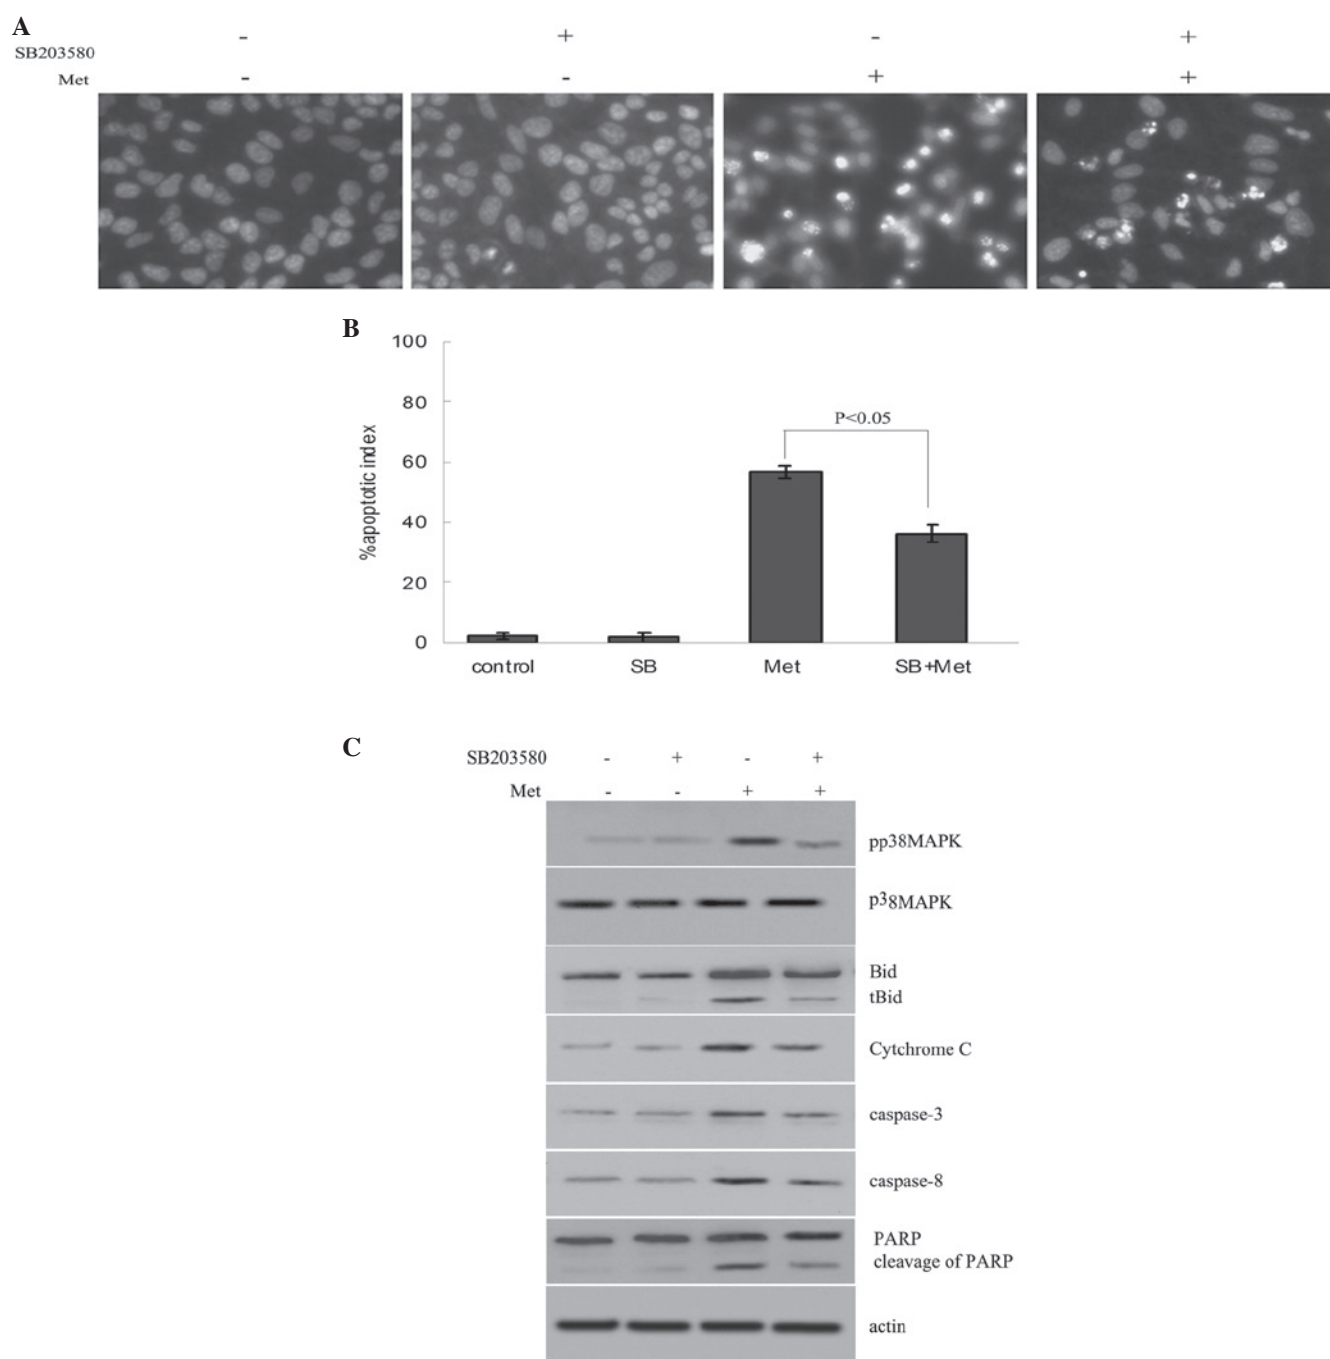 A
- + - +
SB203580
Met - - + +
B
100
80
60
40
20
0
%apoptotic index
P<0.05
control SB Met SB+Met
C
SB203580 - + - +
Met - - + +
pp38MAPK
p38MAPK
Bid
tBid
Cytchrome C
caspase-3
caspase-8
PARP
cleavage of PARP
actin